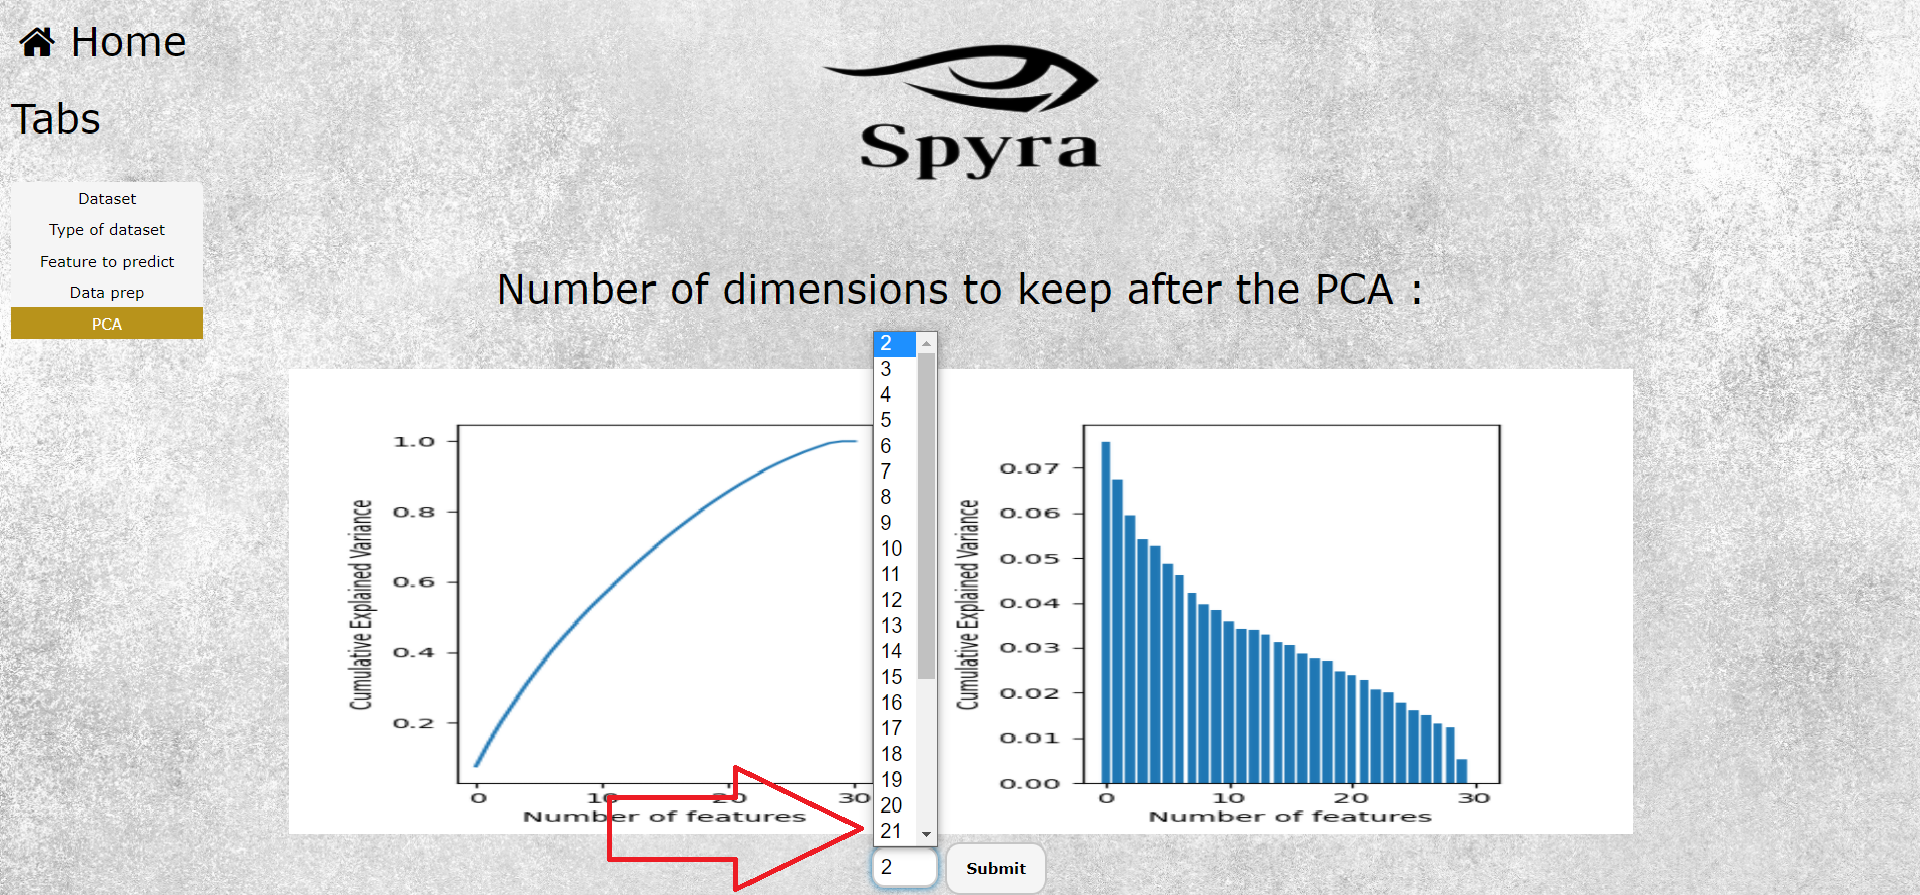 Home
Tabs
Dataset
Type of dataset
Feature to predict
Data prep
PCA
Spyra
Number of dimensions to keep after the PCA :
2
3
4
5
6
7
8
9
10
11
12
13
14
15
16
17
18
19
20
21
Cumulative Explained Variance
1.0
0.8
0.6
0.4
0.2
0 10 20 30
Number of features
Cumulative Explained Variance
0.07
0.06
0.05
0.04
0.03
0.02
0.01
0.00
0 10 20 30
Number of features
2
Submit